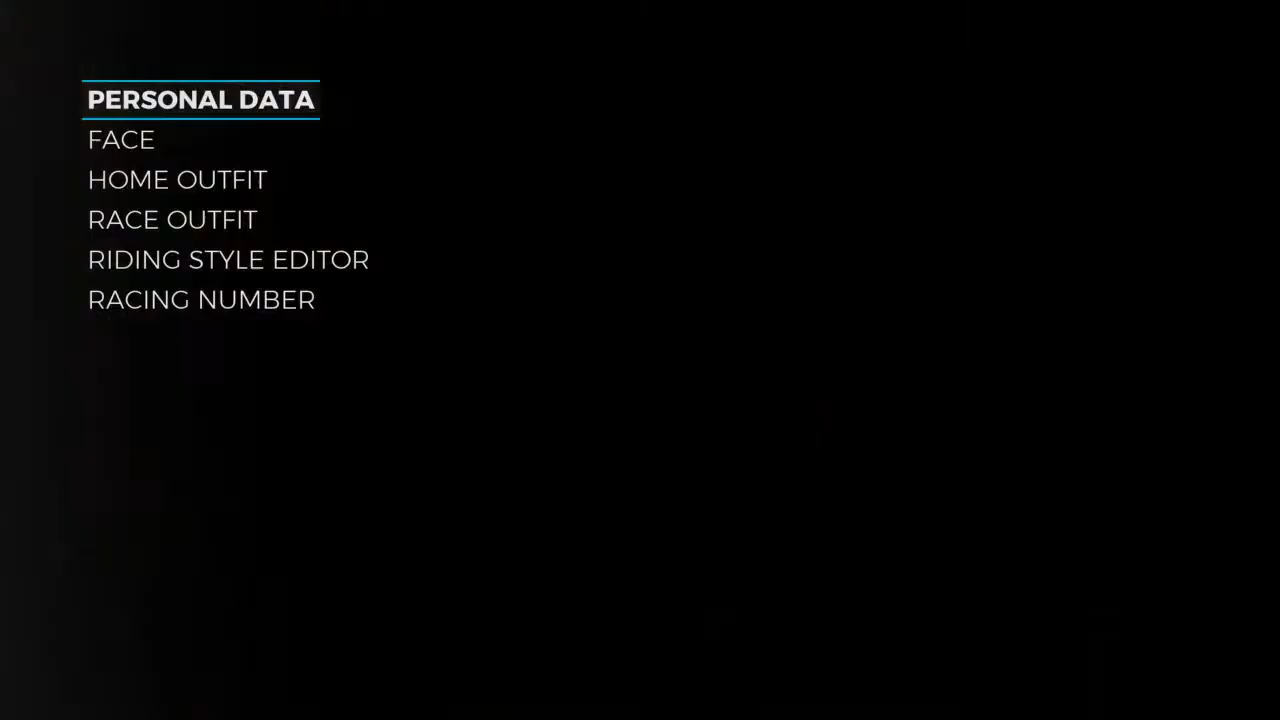 PERSONAL DATA
FACE
HOME OUTFIT
RACE OUTFIT
RIDING STYLE EDITOR
RACING NUMBER